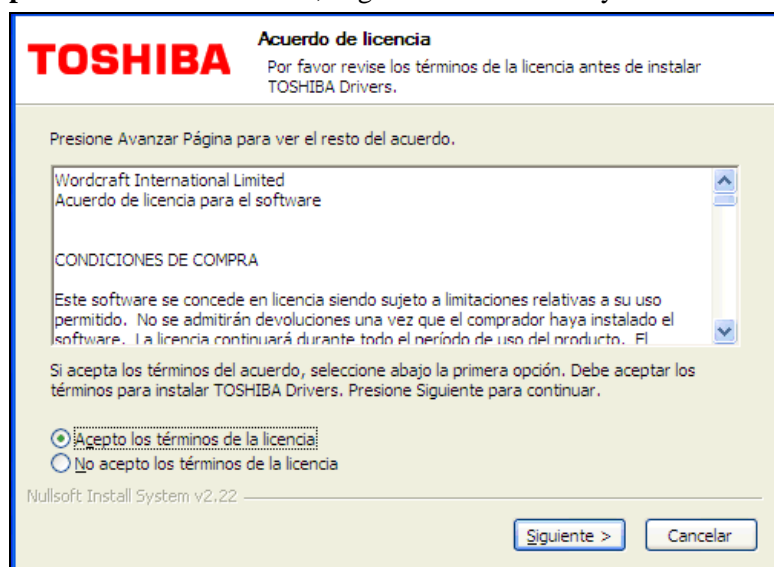 TOSHIBA
Acuerdo de licencia
Por favor revise los términos de la licencia antes de instalar
TOSHIBA Drivers.
Presione Avanzar Página para ver el resto del acuerdo.
Wordcraft International Limited
Acuerdo de licencia para el software
CONDICIONES DE COMPRA
Este software se concede en licencia siendo sujeto a limitaciones relativas a su uso
permitido. No se admitirán devoluciones una vez que el comprador haya instalado el
software. La licencia continuará durante todo el período de uso del producto. El
Si acepta los términos del acuerdo, seleccione abajo la primera opción. Debe aceptar los
términos para instalar TOSHIBA Drivers. Presione Siguiente para continuar.
Acepto los términos de la licencia
No acepto los términos de la licencia
Nullsoft Install System v2.22
Siguiente > Cancelar